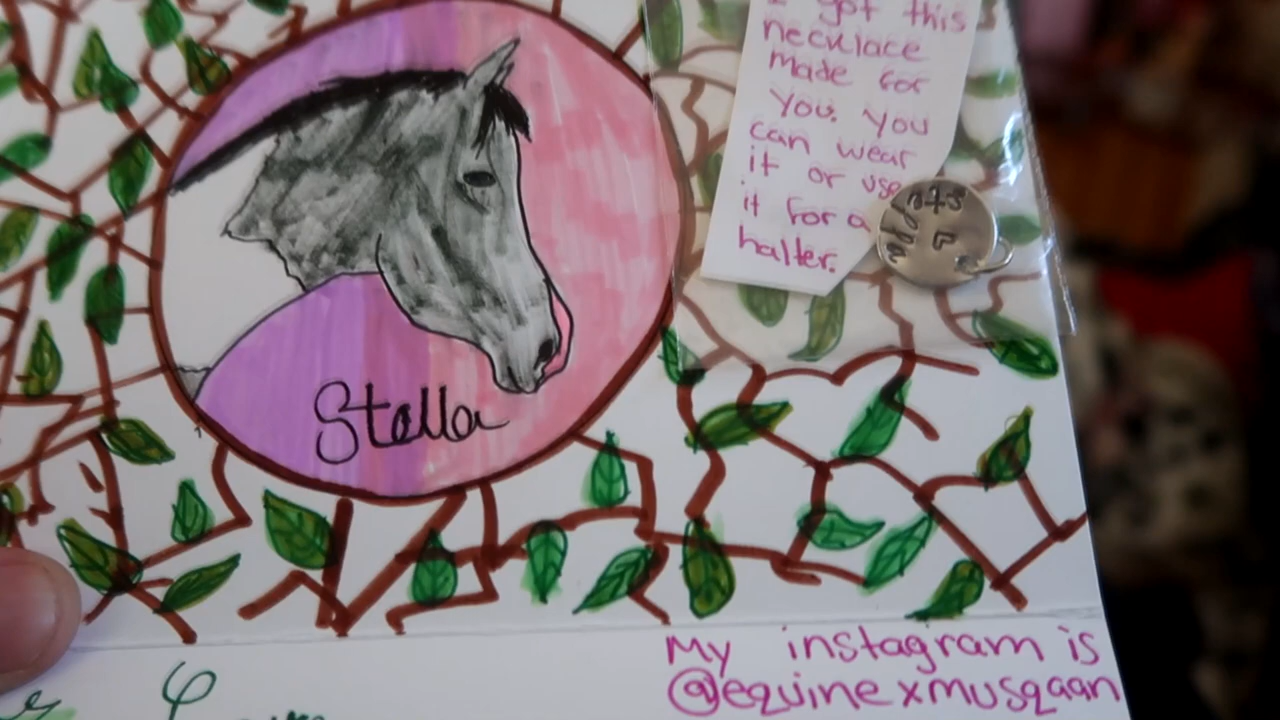 I got this
necklace
made for
you. you
can wear
it or use
it for a
halter.
Stella
My instagram is
@equinexmusqaan